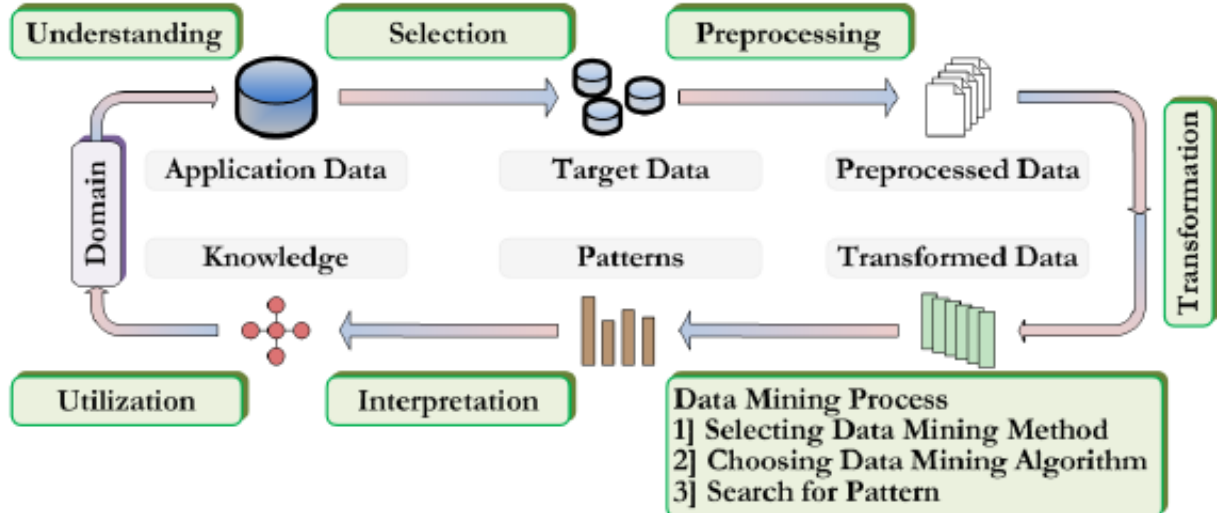 Understanding
Selection
Preprocessing
Application Data
Target Data
Preprocessed Data
Transformation
Domain
Knowledge
Patterns
Transformed Data
Utilization
Interpretation
Data Mining Process
1] Selecting Data Mining Method
2] Choosing Data Mining Algorithm
3] Search for Pattern